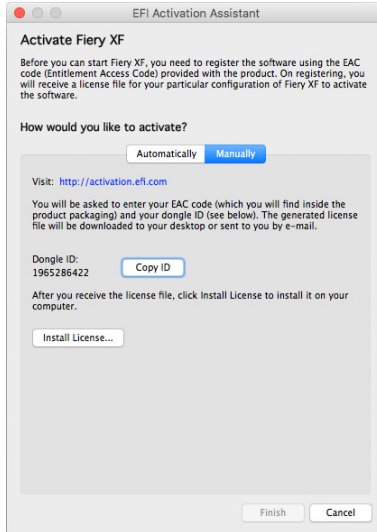 EFI Activation Assistant
Activate Fiery XF
Before you can start Fiery XF, you need to register the software using the EAC
code (Entitlement Access Code) provided with the product. On registering, you
will receive a license file for your particular configuration of Fiery XF to activate
the software.
How would you like to activate?
Automatically Manually
Visit: http://activation.efi.com
You will be asked to enter your EAC code (which you will find inside the
product packaging) and your dongle ID (see below). The generated license
file will be downloaded to your desktop or sent to you by e-mail.
Dongle ID:
1965286422
Copy ID
After you receive the license file, click Install License to install it on your
computer.
Install License...
Finish Cancel